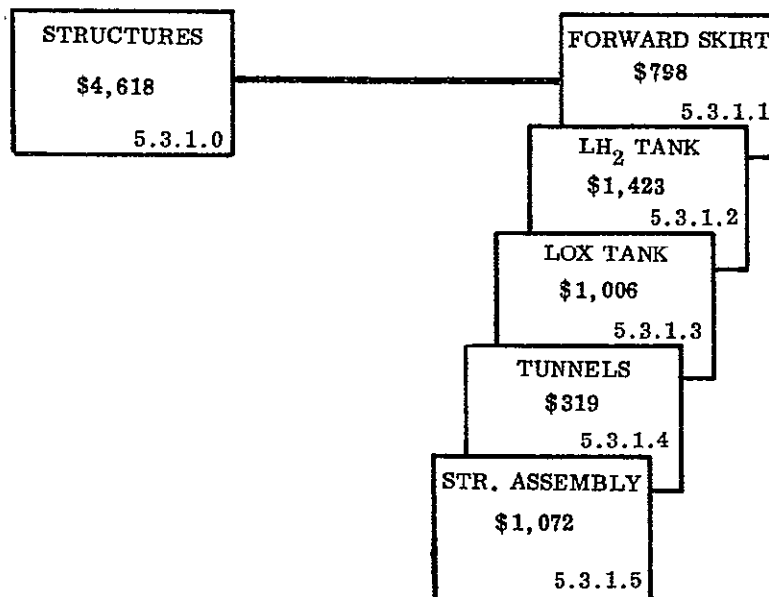 STRUCTURES
$4,618
5.3.1.0
FORWARD SKIRT
$798
5.3.1.1
LH₂ TANK
$1,423
5.3.1.2
LOX TANK
$1,006
5.3.1.3
TUNNELS
$319
5.3.1.4
STR. ASSEMBLY
$1,072
5.3.1.5